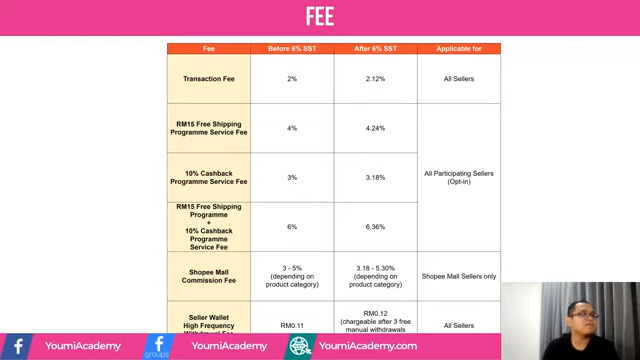 FEE
Fee Before 6% SST After 6% SST Applicable for
Transaction Fee 2% 2.12% All Sellers
RM15 Free Shipping
Programme Service Fee 4% 4.24%
10% Cashback
Programme Service Fee 3% 3.18%
All Participating Sellers
(Opt-in)
RM15 Free Shipping
Programme
+
10% Cashback
Programme
Service Fee
6% 6.36%
Shopee Mall
Commission Fee
3 - 5%
(depending on
product category)
3.18 - 5.30%
(depending on
product category)
Shopee Mall Sellers only
Seller Wallet
High Frequency
Withdrawal Fee
RM0.11
RM0.12
(chargeable after 3 free
manual withdrawals
All Sellers
YoumiAcademy
groups
YoumiAcademy
YoumiAcademy.com